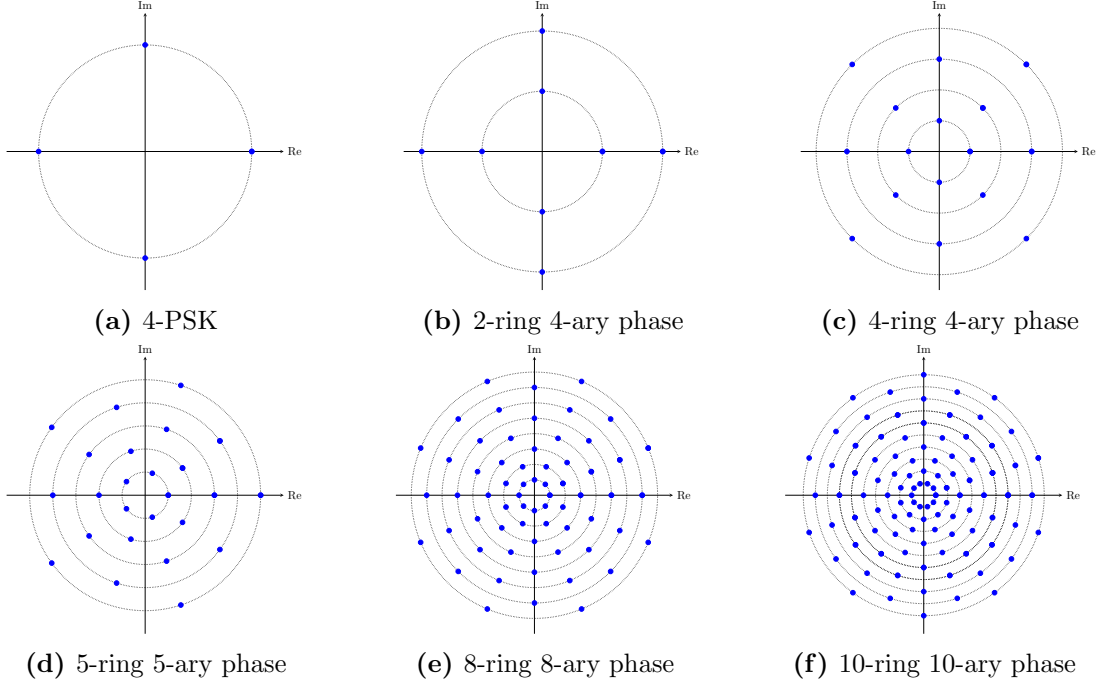 Im
Re
(a) 4-PSK
Im
Re
(b) 2-ring 4-ary phase
Im
Re
(c) 4-ring 4-ary phase
Im
Re
(d) 5-ring 5-ary phase
Im
Re
(e) 8-ring 8-ary phase
Im
Re
(f) 10-ring 10-ary phase